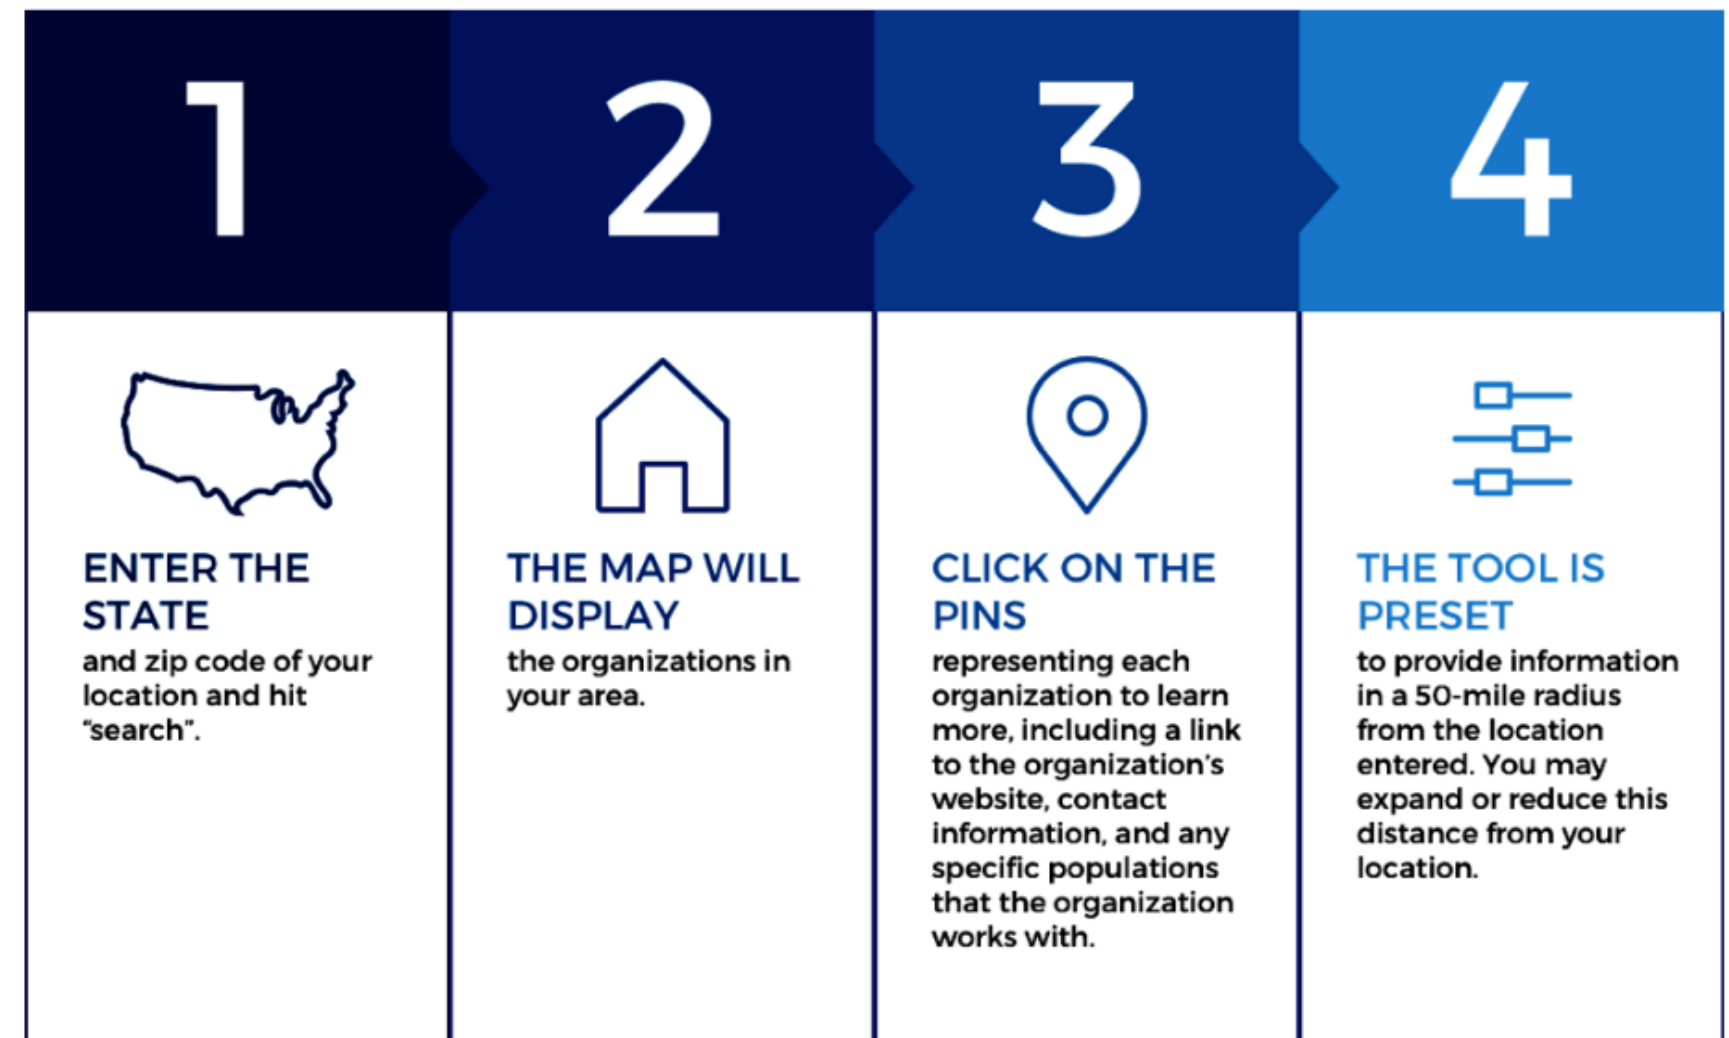 1
ENTER THE
STATE
and zip code of your
location and hit
“search”.
2
THE MAP WILL
DISPLAY
the organizations in
your area.
3
CLICK ON THE
PINS
representing each
organization to learn
more, including a link
to the organization's
website, contact
information, and any
specific populations
that the organization
works with.
4
THE TOOL IS
PRESET
to provide information
in a 50-mile radius
from the location
entered. You may
expand or reduce this
distance from your
location.